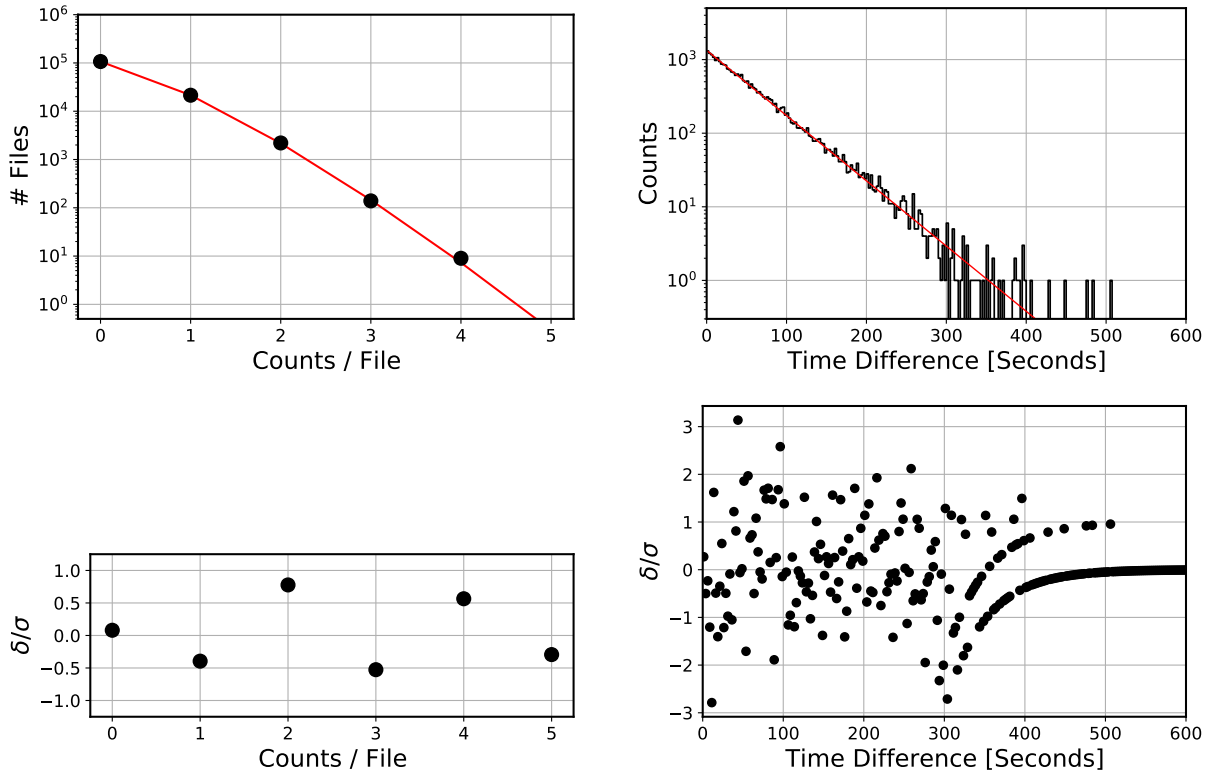 10^6
10^5
10^4
10^3
10^2
10^1
10^0
# Files
0 1 2 3 4 5
Counts / File
10^3
10^2
10^1
10^0
Counts
0 100 200 300 400 500 600
Time Difference [Seconds]
1.0
0.5
0.0
−0.5
−1.0
δ/σ
0 1 2 3 4 5
Counts / File
3
2
1
0
−1
−2
−3
δ/σ
0 100 200 300 400 500 600
Time Difference [Seconds]